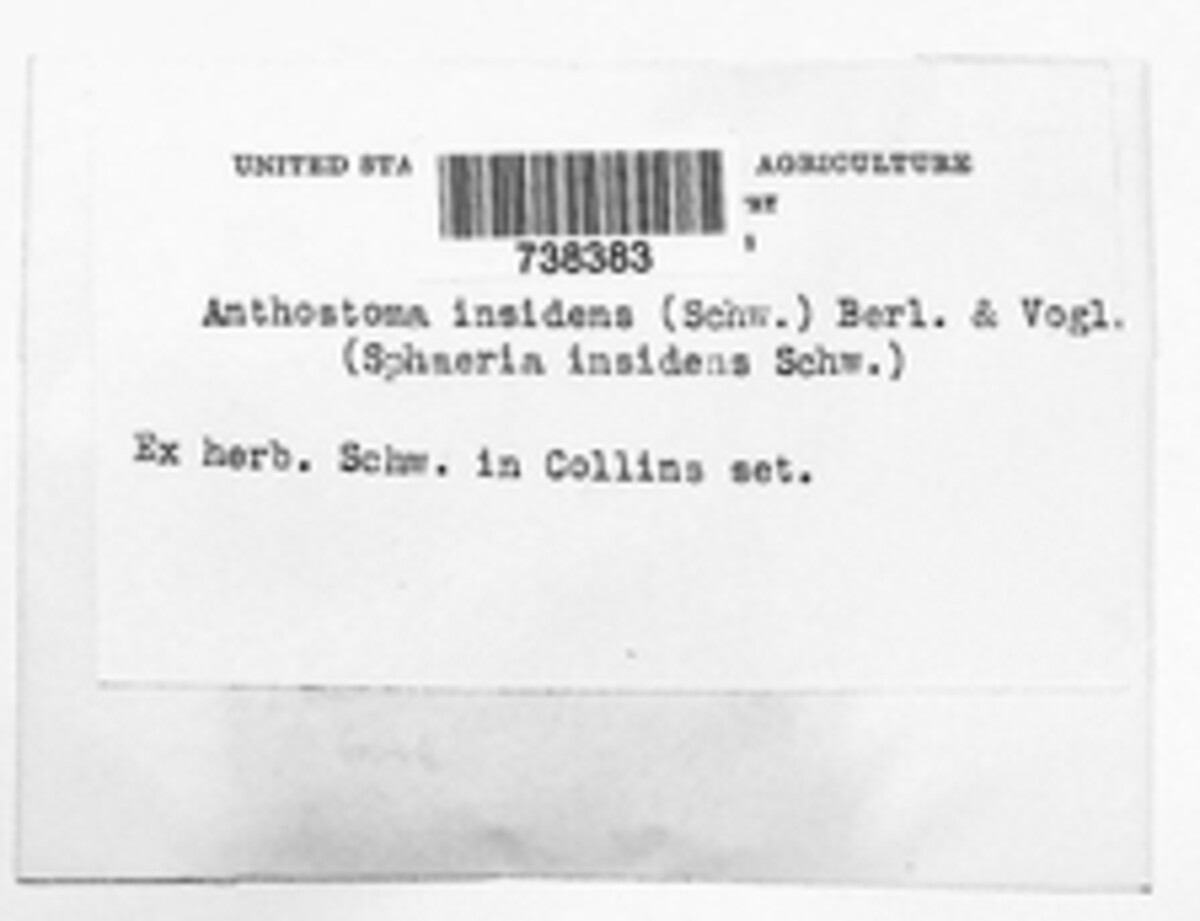 UNITED STA AGRICULTURE
738383
Anthostoma insidens (Schw.) Berl. & Vogl.
(Sphaeria insidens Schw.)
Ex herb. Schw. in Collins set.